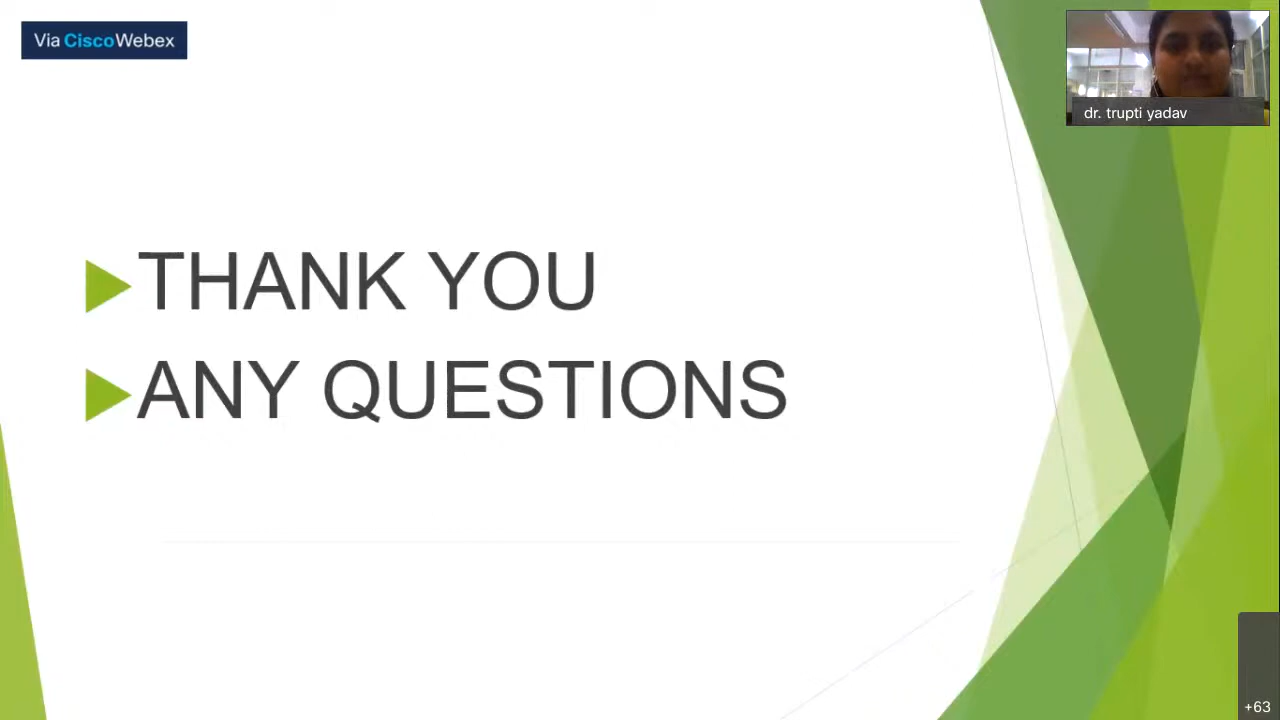 Via CiscoWebex
dr. trupti yadav
THANK YOU
ANY QUESTIONS
+63